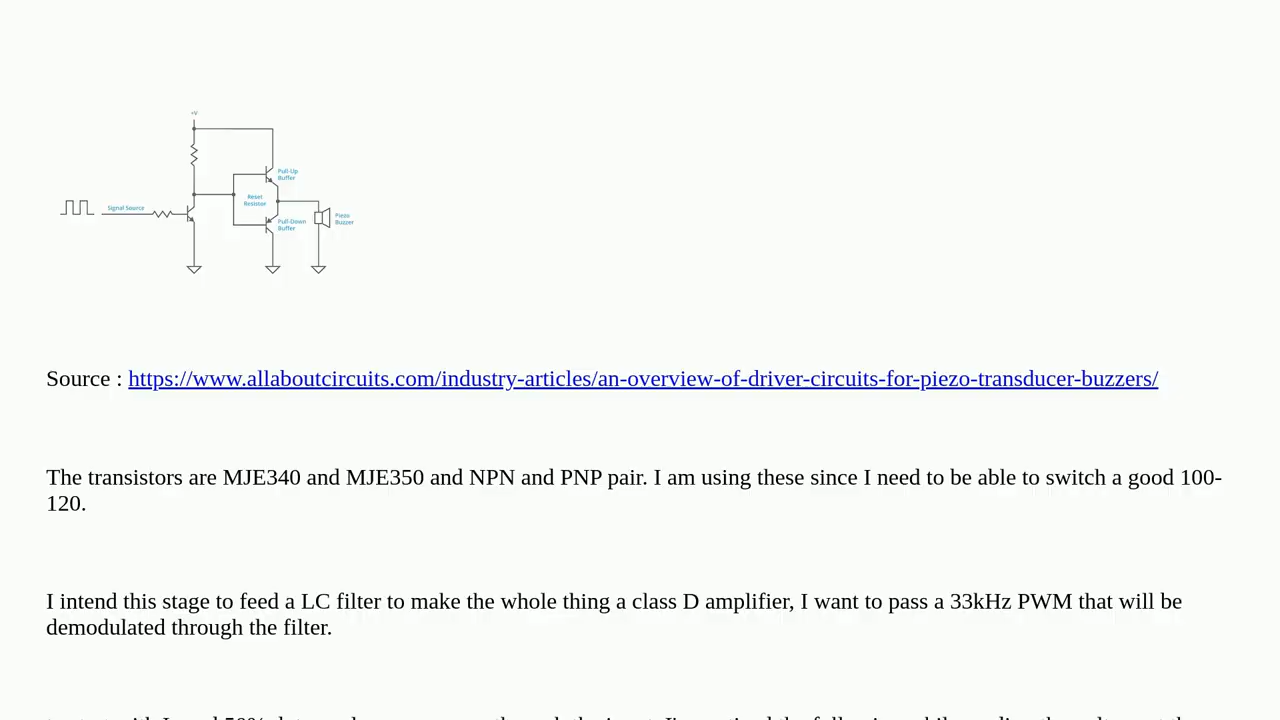 +V
Pull-Up
Buffer
Reset
Resistor
Signal Source
Piezo
Buzzer
Pull-Down
Buffer
Source : https://www.allaboutcircuits.com/industry-articles/an-overview-of-driver-circuits-for-piezo-transducer-buzzers/
The transistors are MJE340 and MJE350 and NPN and PNP pair. I am using these since I need to be able to switch a good 100-
120.
I intend this stage to feed a LC filter to make the whole thing a class D amplifier, I want to pass a 33kHz PWM that will be
demodulated through the filter.